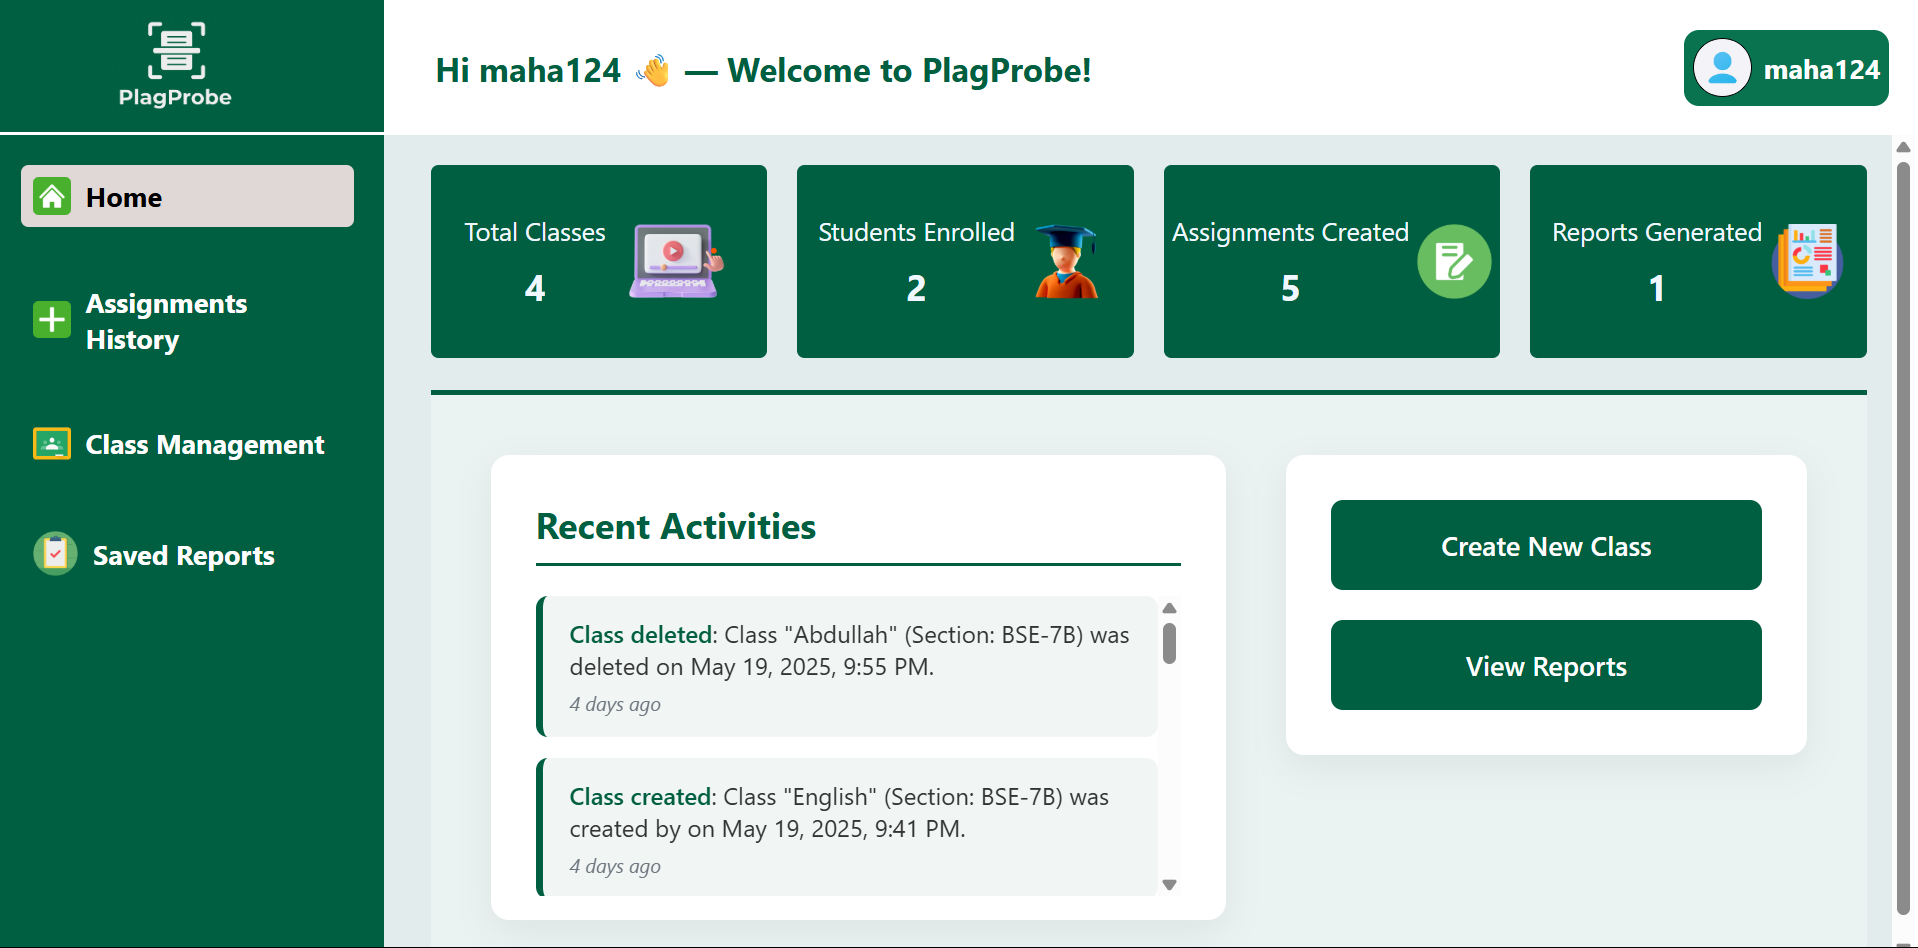 PlagProbe
Hi maha124 👋 — Welcome to PlagProbe!
maha124
Home
Assignments
History
Class Management
Saved Reports
Total Classes
4
Students Enrolled
2
Assignments Created
5
Reports Generated
1
Recent Activities
Class deleted: Class "Abdullah" (Section: BSE-7B) was
deleted on May 19, 2025, 9:55 PM.
4 days ago
Class created: Class "English" (Section: BSE-7B) was
created by on May 19, 2025, 9:41 PM.
4 days ago
Create New Class
View Reports